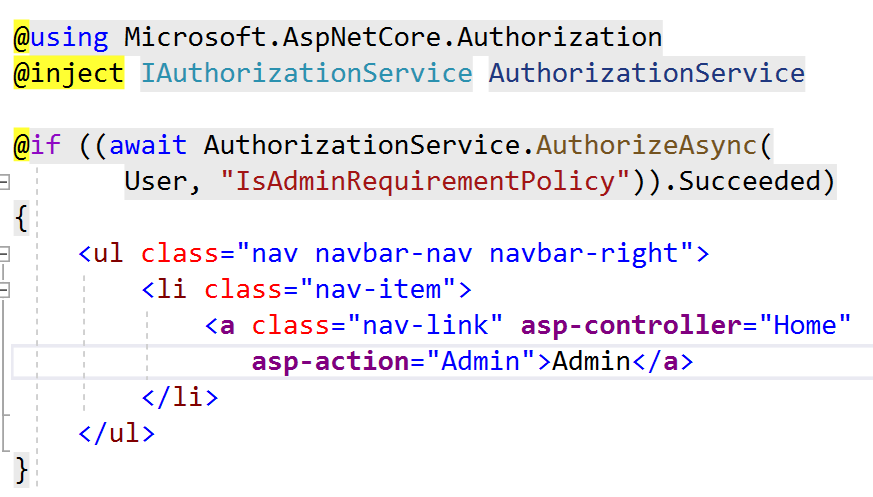 @using Microsoft.AspNetCore.Authorization
@inject IAuthorizationService AuthorizationService
@if ((await AuthorizationService.AuthorizeAsync(
User, "IsAdminRequirementPolicy")).Succeeded)
{
<ul class="nav navbar-nav navbar-right">
<li class="nav-item">
<a class="nav-link" asp-controller="Home"
asp-action="Admin">Admin</a>
</li>
</ul>
}